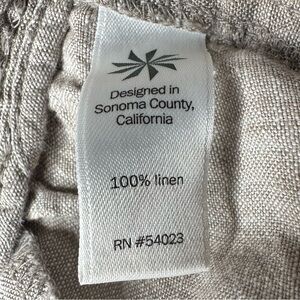 Designed in
Sonoma County,
California
100% linen
RN #54023